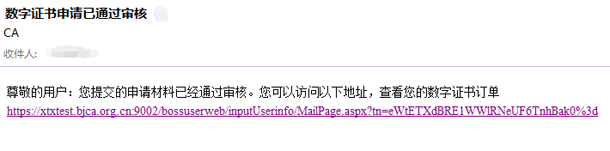 数字证书申请已通过审核
CA
收件人:
尊敬的用户：您提交的申请材料已经通过审核。您可以访问以下地址，查看您的数字证书订单
https://xtxtest.bjca.org.cn:9002/bossuserweb/inputUserinfo/MailPage.aspx?tn=eWtETXdBRE1WWlRNeUF6TnhBak0%3d